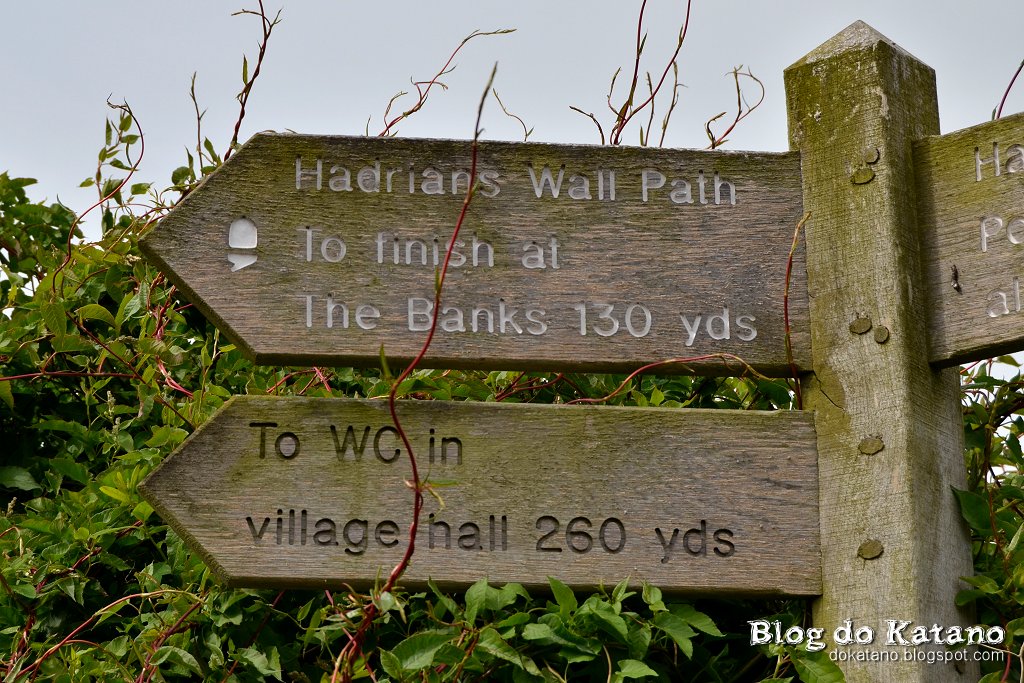 Hadrians Wall Path
To finish at
The Banks 130 yds
To WC in
village hall 260 yds
Blog do Katano
dokatano.blogspot.com